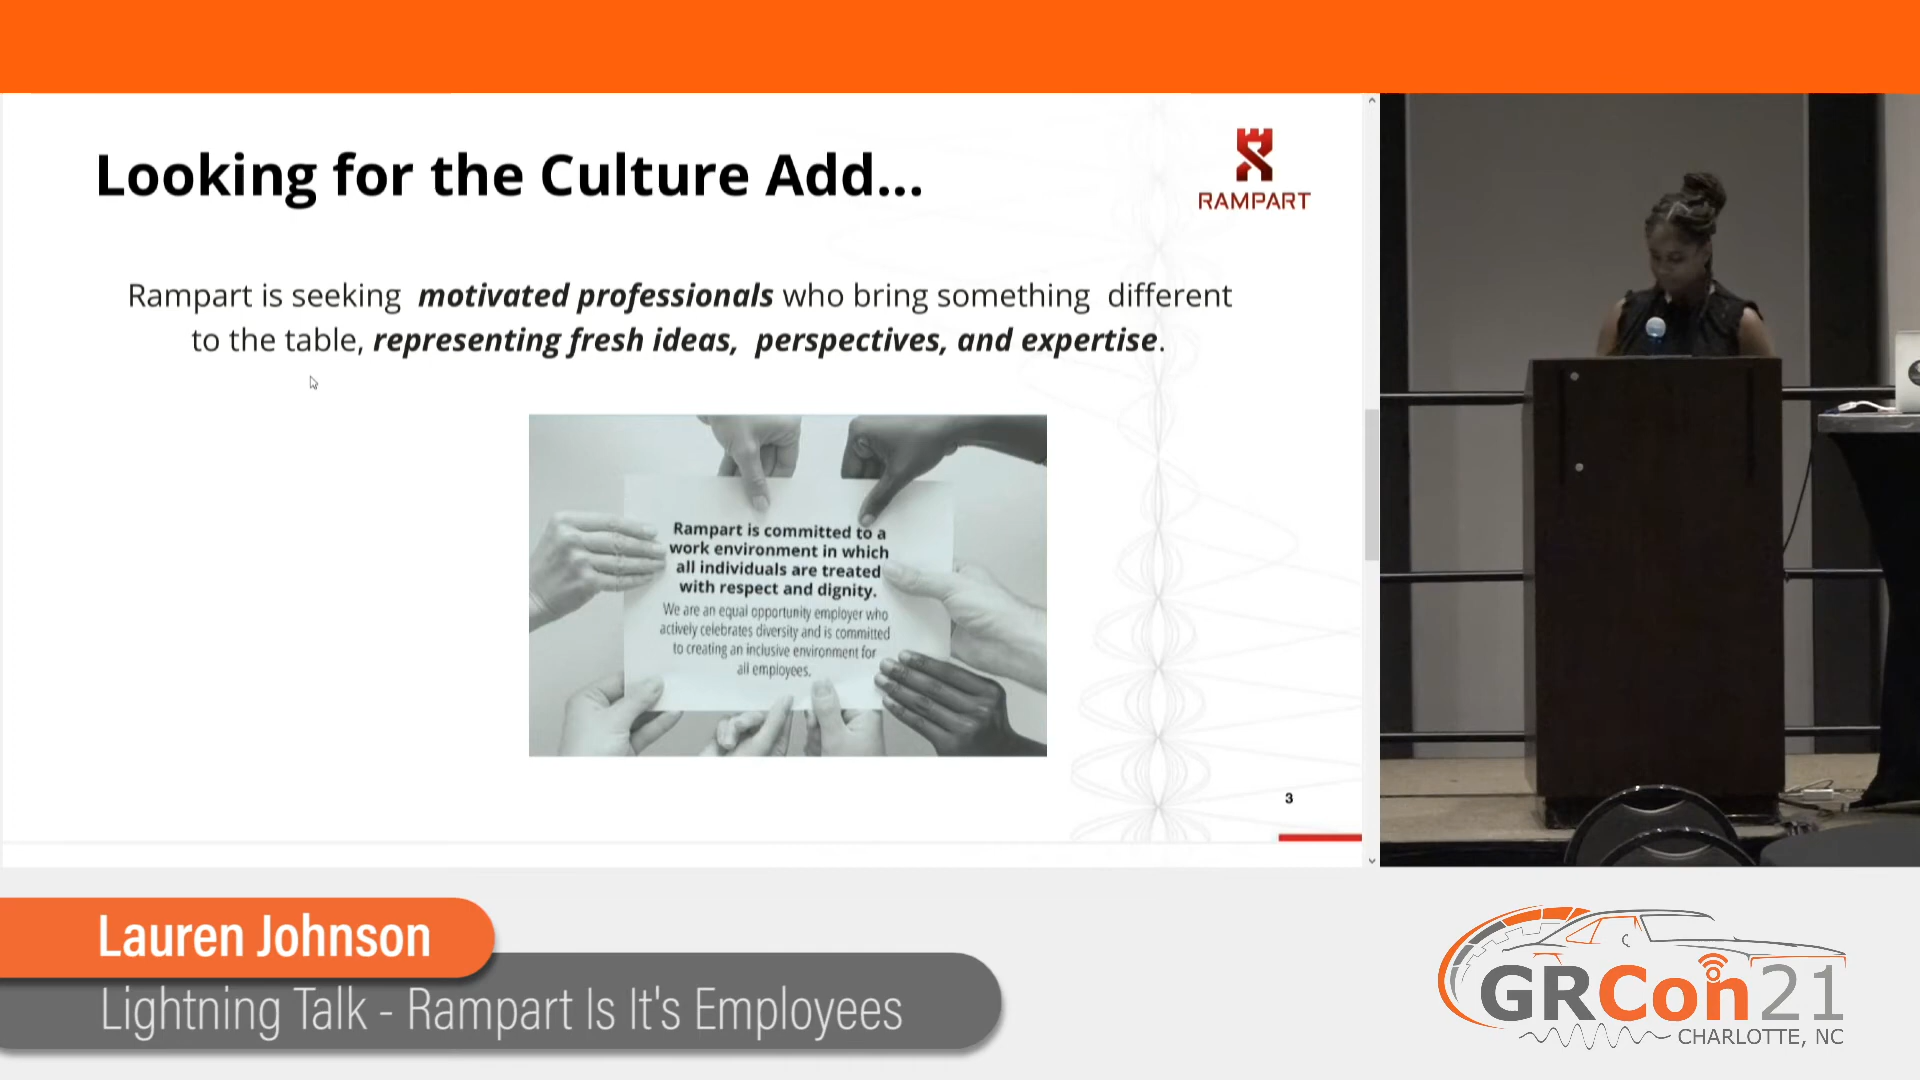 Looking for the Culture Add...
RAMPART
Rampart is seeking motivated professionals who bring something different
to the table, representing fresh ideas, perspectives, and expertise.
Rampart is committed to a
work environment in which
all individuals are treated
with respect and dignity.
We are an equal opportunity employer who
actively celebrates diversity and is committed
to creating an inclusive environment for
all employees.
3
Lauren Johnson
Lightning Talk - Rampart Is It's Employees
GRCon21
CHARLOTTE, NC